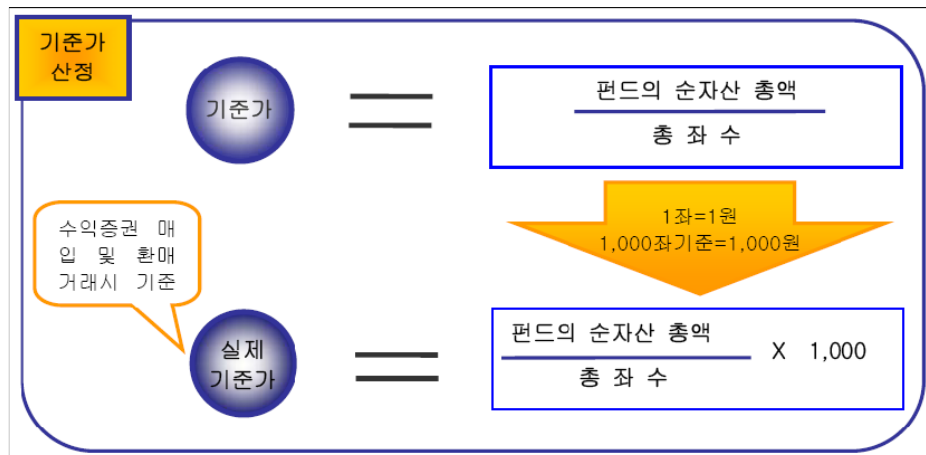 기준가
산정
기준가
펀드의 순자산 총액
총 좌 수
수익증권 매
입 및 환매
거래시 기준
1좌=1원
1,000좌기준=1,000원
실제
기준가
펀드의 순자산 총액
총 좌 수
X 1,000